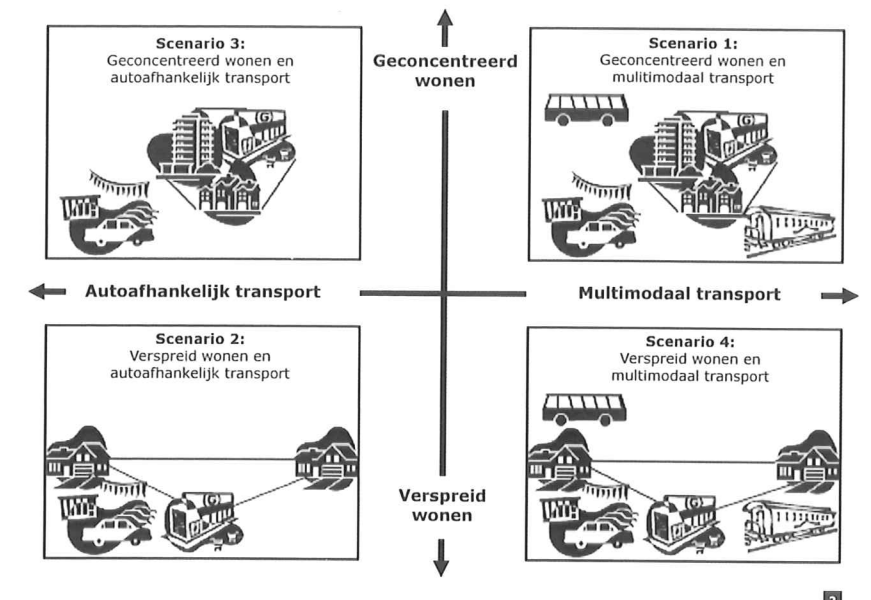 Scenario 3:
Geconcentreerd wonen en
autoafhankelijk transport
Geconcentreerd
wonen
Scenario 1:
Geconcentreerd wonen en
mulitimodaal transport
G
G
Autoafhankelijk transport
Multimodaal transport
Scenario 2:
Verspreid wonen en
autoafhankelijk transport
Scenario 4:
Verspreid wonen en
multimodaal transport
G
G
Verspreid
wonen